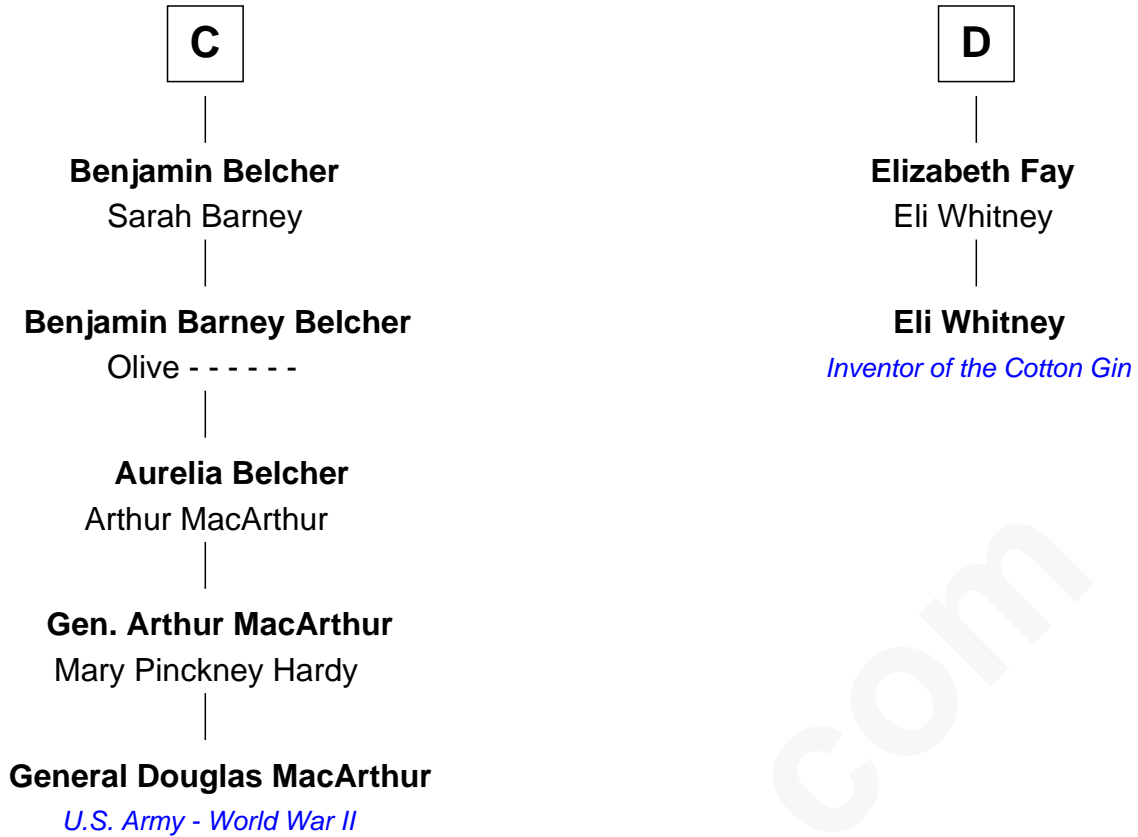 C
Benjamin Belcher
Sarah Barney
Benjamin Barney Belcher
Olive - - - - - -
Aurelia Belcher
Arthur MacArthur
Gen. Arthur MacArthur
Mary Pinckney Hardy
General Douglas MacArthur
U.S. Army - World War II
D
Elizabeth Fay
Eli Whitney
Eli Whitney
Inventor of the Cotton Gin
com